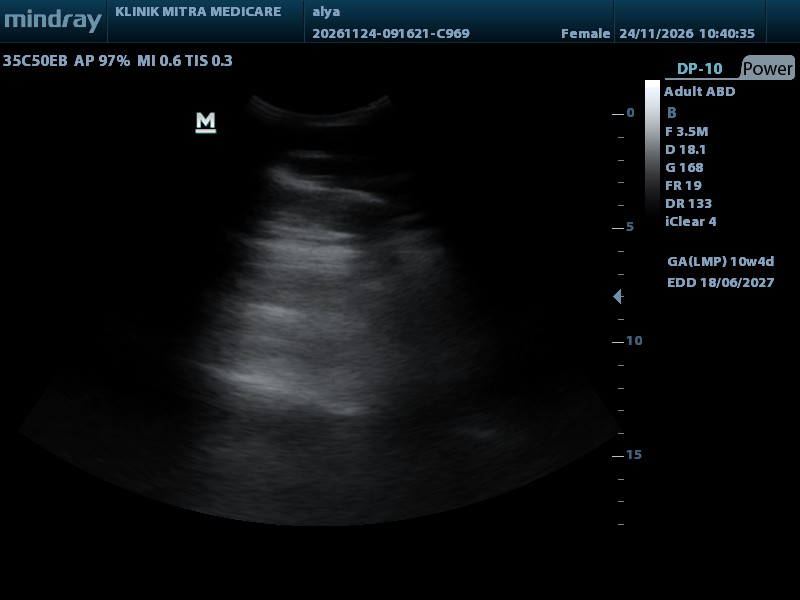 mindray
KLINIK MITRA MEDICARE
alya
20261124-091621-C969
Female
24/11/2026 10:40:35
35C50EB AP 97% MI 0.6 TIS 0.3
DP-10
Power
M
Adult ABD
B
F 3.5M
D 18.1
G 168
FR 19
DR 133
iClear 4
GA(LMP) 10w4d
EDD 18/06/2027
0
5
10
15